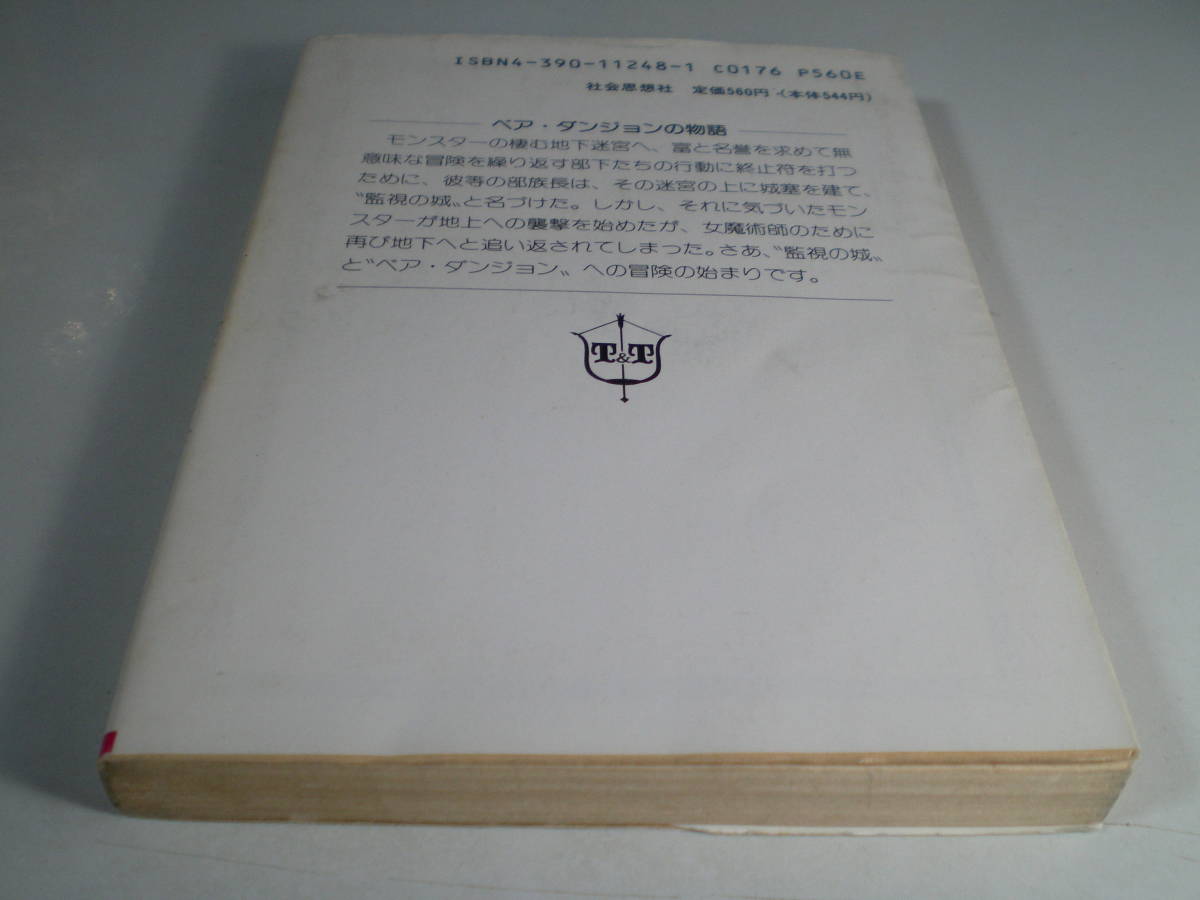 ISBN4-390-11248-1 C0176 P560E
社会思想社 定価560円・(本体544円)
ベア・ダンジョンの物語
モンスターの棲む地下迷宮へ、富と名誉を求めて無
意味な冒険を繰り返す部下たちの行動に終止符を打つ
ために、彼等の部族長は、その迷宮の上に城塞を建て、
〝監視の城〟と名づけた。しかし、それに気づいたモン
スターが地上への襲撃を始めたが、女魔術師のために
再び地下へと追い返されてしまった。さあ、〝監視の城〟
と〝ベア・ダンジョン〟への冒険の始まりです。
T&T